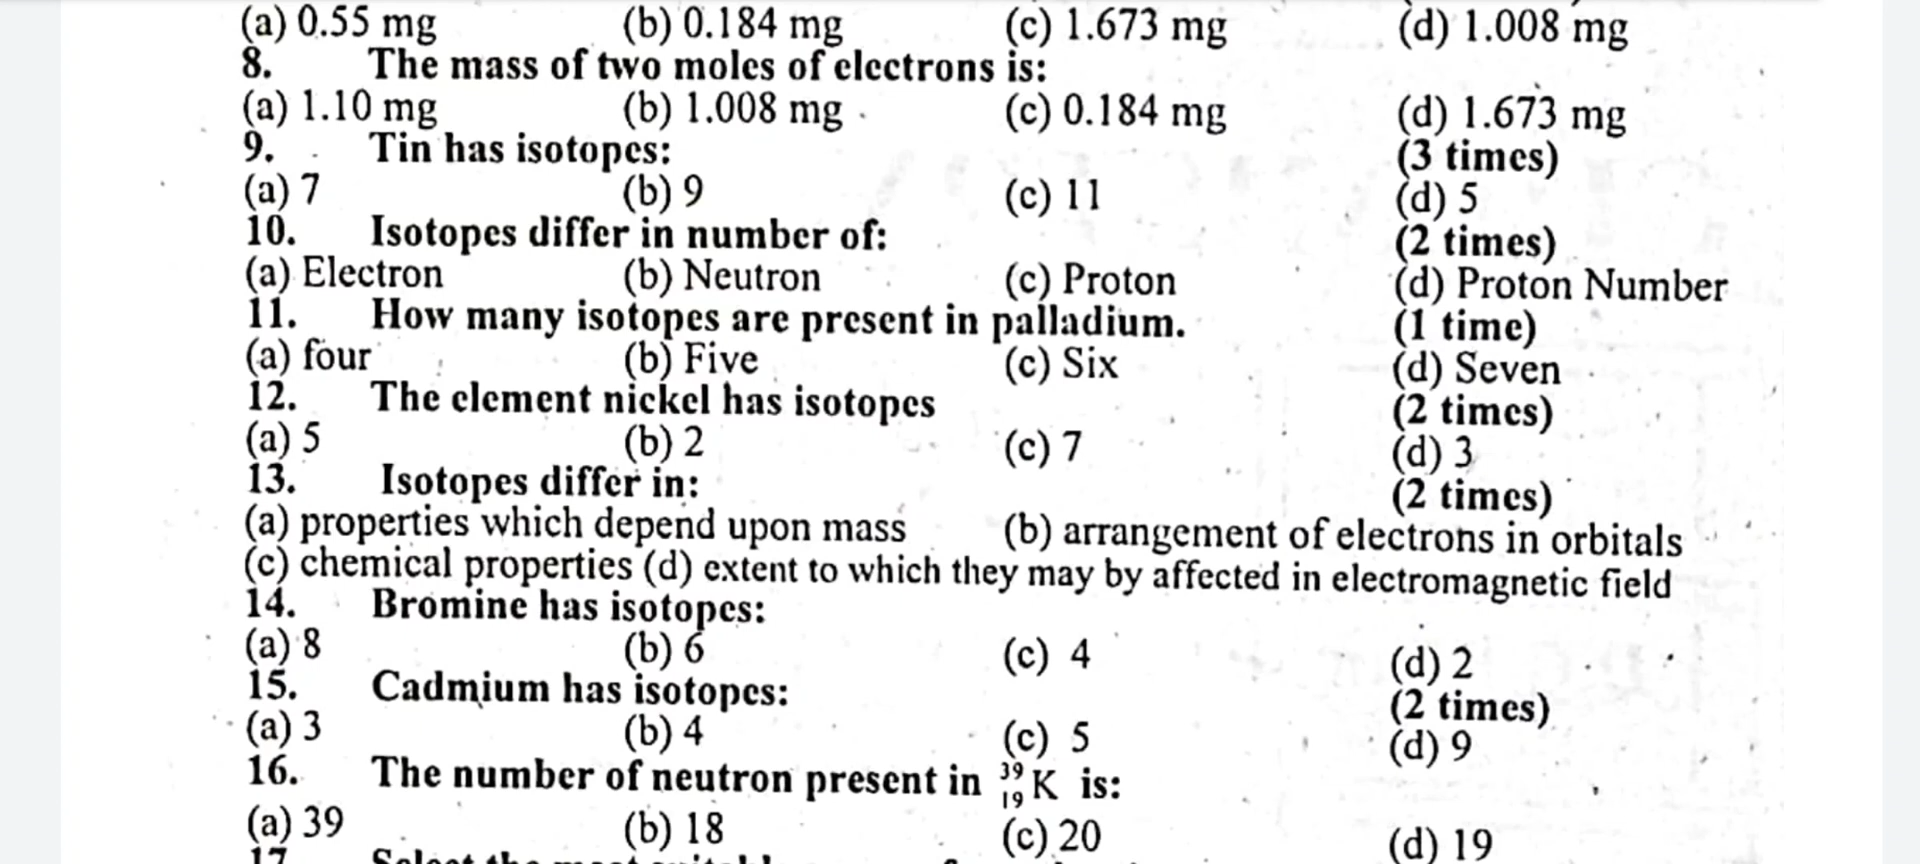 (a) 0.55 mg (b) 0.184 mg (c) 1.673 mg (d) 1.008 mg
8. The mass of two moles of electrons is:
(a) 1.10 mg (b) 1.008 mg (c) 0.184 mg (d) 1.673 mg
9. Tin has isotopes: (3 times)
(a) 7 (b) 9 (c) 11 (d) 5
10. Isotopes differ in number of: (2 times)
(a) Electron (b) Neutron (c) Proton (d) Proton Number
11. How many isotopes are present in palladium. (1 time)
(a) four (b) Five (c) Six (d) Seven
12. The element nickel has isotopes (2 times)
(a) 5 (b) 2 (c) 7 (d) 3
13. Isotopes differ in: (2 times)
(a) properties which depend upon mass (b) arrangement of electrons in orbitals
(c) chemical properties (d) extent to which they may by affected in electromagnetic field
14. Bromine has isotopes:
(a) 8 (b) 6 (c) 4 (d) 2
15. Cadmium has isotopes: (2 times)
(a) 3 (b) 4 (c) 5 (d) 9
16. The number of neutron present in ³⁹₁₉K is:
(a) 39 (b) 18 (c) 20 (d) 19
17.